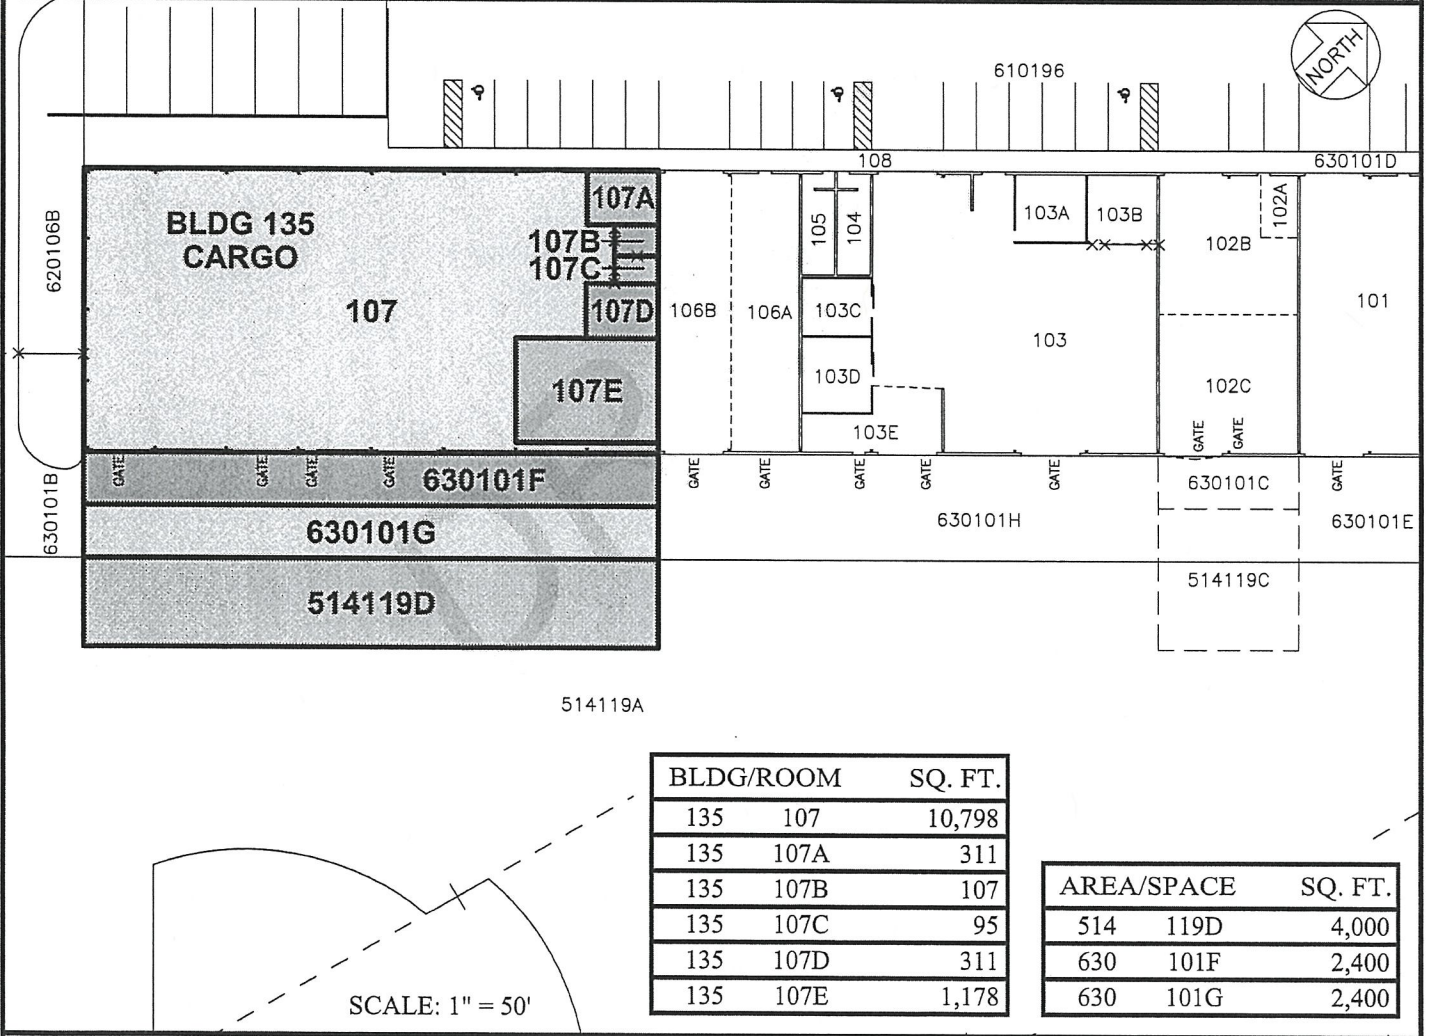 NORTH
610196
108
630101D
107A
BLDG 135
CARGO
105
104
103A
103B
102A
620106B
107B
107C
102B
107
107D
106B
106A
103C
101
103
103D
102C
107E
103E
GATE
GATE
GATE
GATE
GATE
GATE
630101F
GATE
GATE
GATE
GATE
GATE
630101C
GATE
630101B
630101G
630101H
630101E
514119C
514119D
514119A
BLDG/ROOM SQ. FT.
135 107 10,798
135 107A 311
135 107B 107
135 107C 95
135 107D 311
135 107E 1,178
AREA/SPACE SQ. FT.
514 119D 4,000
630 101F 2,400
630 101G 2,400
SCALE: 1" = 50'